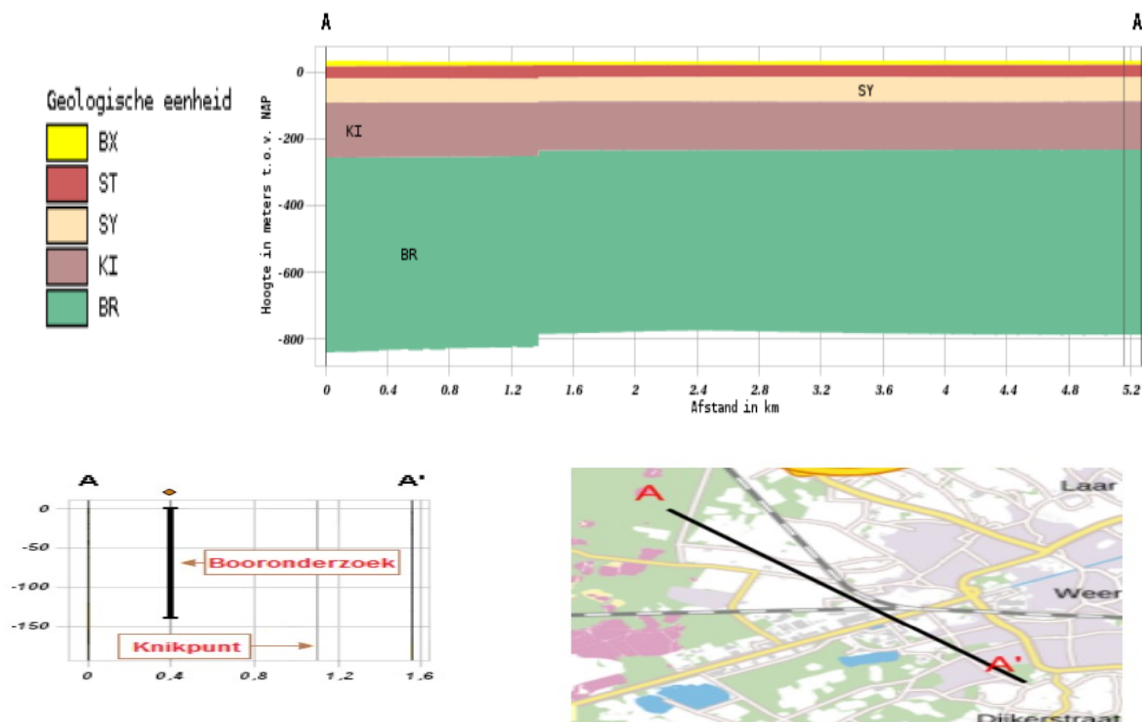 A A
Geologische eenheid
BX
ST
SY
KI
BR
Hoogte in meters t.o.v. NAP
0
-200
-400
-600
-800
SY
KI
BR
0 0.4 0.8 1.2 1.6 2 2.4 2.8 3.2 3.6 4 4.4 4.8 5.2
Afstand in km
A A'
0
-50
-100
-150
Booronderzoek
Knikpunt
0 0.4 0.8 1.2 1.6
A
Laar
Weer
A'
Dijkerstraat